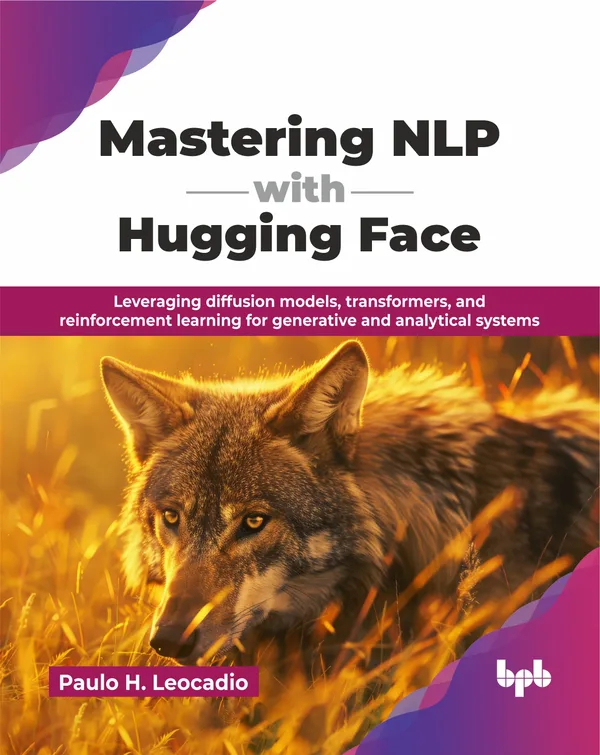 Mastering NLP
with
Hugging Face
Leveraging diffusion models, transformers, and
reinforcement learning for generative and analytical systems
Paulo H. Leocadio
bpb